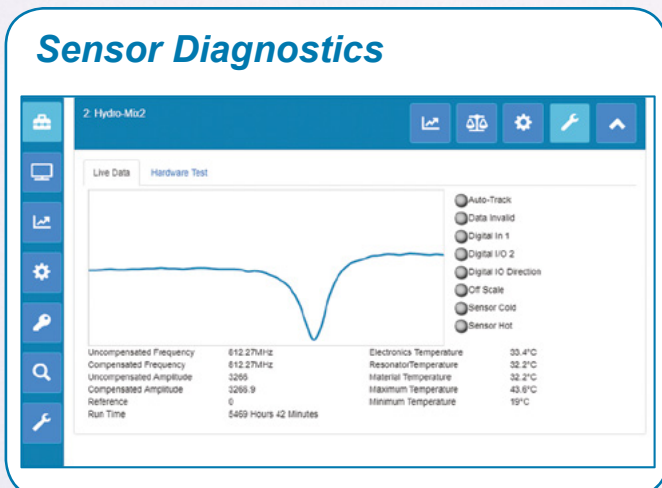 Sensor Diagnostics
2: Hydro-Mix2
Live Data Hardware Test
Auto-Track
Data Invalid
Digital In 1
Digital I/O 2
Digital IO Direction
Off Scale
Sensor Cold
Sensor Hot
Uncompensated Frequency 812.27MHz Electronics Temperature 33.4°C
Compensated Frequency 812.27MHz ResonatorTemperature 32.2°C
Uncompensated Amplitude 3266 Material Temperature 32.2°C
Compensated Amplitude 3266.9 Maximum Temperature 43.6°C
Reference 0 Minimum Temperature 19°C
Run Time 5469 Hours 42 Minutes